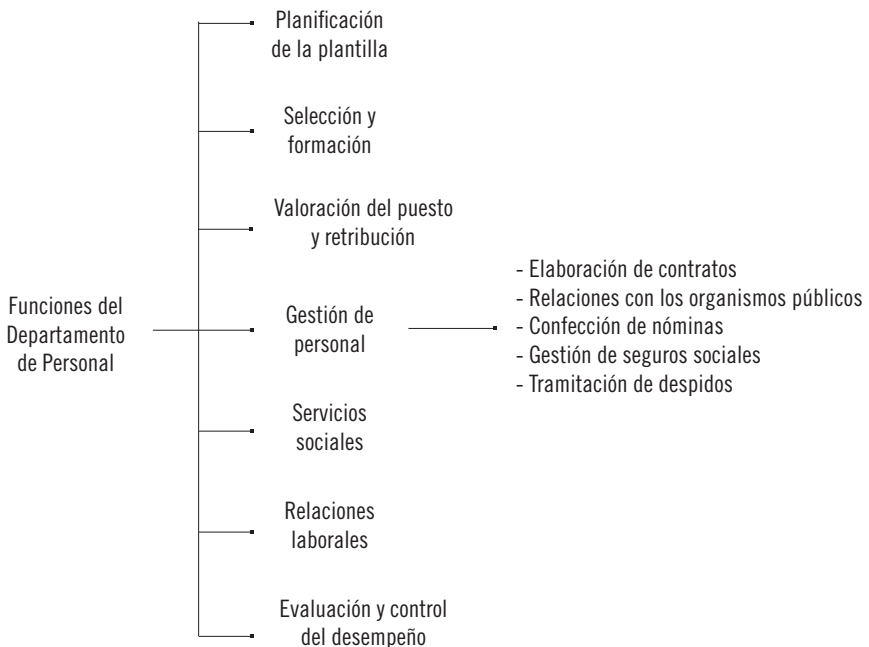 Planificación
de la plantilla
Selección y
formación
Valoración del puesto
y retribución
Funciones del
Departamento
de Personal
Gestión de
personal
- Elaboración de contratos
- Relaciones con los organismos públicos
- Confección de nóminas
- Gestión de seguros sociales
- Tramitación de despidos
Servicios
sociales
Relaciones
laborales
Evaluación y control
del desempeño